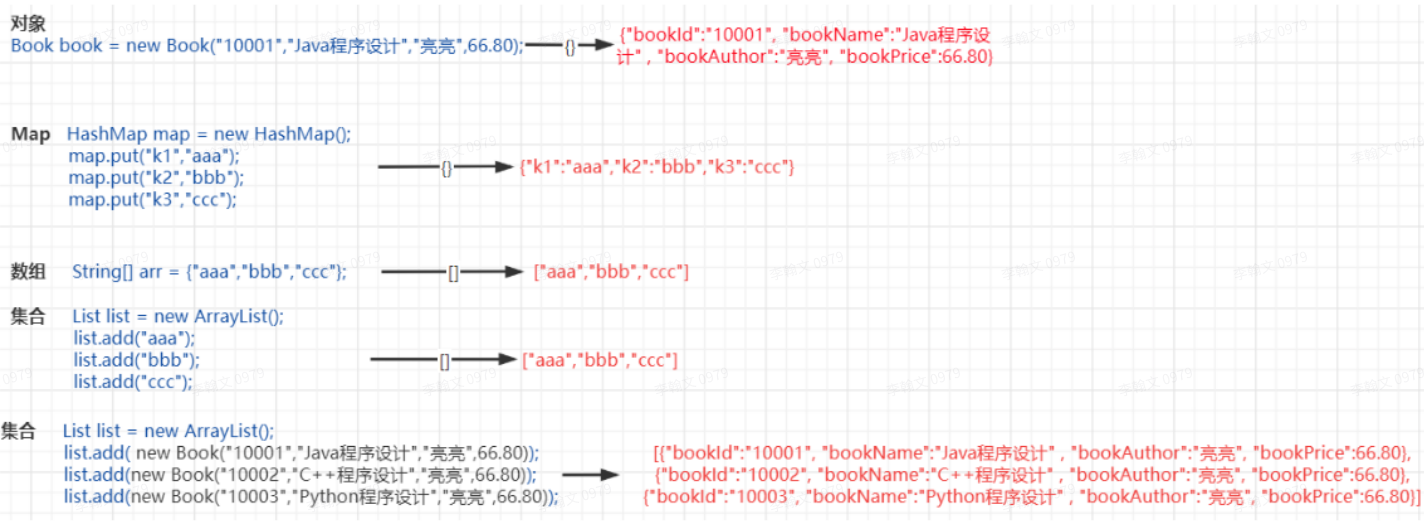 对象
Book book = new Book("10001","Java程序设计","亮亮",66.80); {} {"bookId":"10001", "bookName":"Java程序设
计" , "bookAuthor":"亮亮", "bookPrice":66.80}
Map HashMap map = new HashMap();
map.put("k1","aaa");
map.put("k2","bbb"); {} {"k1":"aaa","k2":"bbb","k3":"ccc"}
map.put("k3","ccc");
数组 String[] arr = {"aaa","bbb","ccc"}; [] ["aaa","bbb","ccc"]
集合 List list = new ArrayList();
list.add("aaa");
list.add("bbb"); [] ["aaa","bbb","ccc"]
list.add("ccc");
集合 List list = new ArrayList();
list.add( new Book("10001","Java程序设计","亮亮",66.80)); [{"bookId":"10001", "bookName":"Java程序设计" , "bookAuthor":"亮亮", "bookPrice":66.80},
list.add(new Book("10002","C++程序设计","亮亮",66.80)); {"bookId":"10002", "bookName":"C++程序设计" , "bookAuthor":"亮亮", "bookPrice":66.80},
list.add(new Book("10003","Python程序设计","亮亮",66.80)); {"bookId":"10003", "bookName":"Python程序设计" , "bookAuthor":"亮亮", "bookPrice":66.80}]